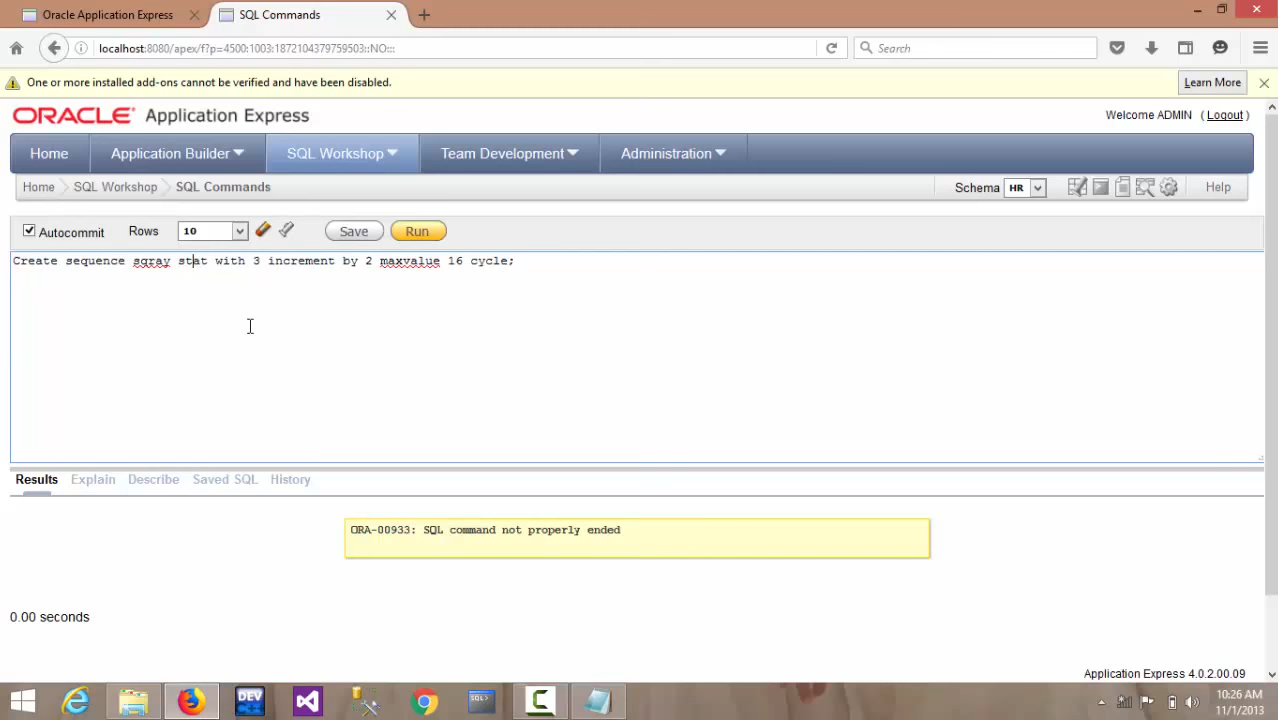 Oracle Application Express
SQL Commands
localhost:8080/apex/f?p=4500:1003:1872104379759503::NO:::
Search
One or more installed add-ons cannot be verified and have been disabled.
Learn More
ORACLE Application Express
Welcome ADMIN ( Logout )
Home
Application Builder
SQL Workshop
Team Development
Administration
Home
SQL Workshop
SQL Commands
Schema
HR
Help
Autocommit
Rows
10
Save
Run
Create sequence sqray stat with 3 increment by 2 maxvalue 16 cycle;
Results
Explain
Describe
Saved SQL
History
ORA-00933: SQL command not properly ended
0.00 seconds
Application Express 4.0.2.00.09
DEV
SQL>
C
10:26 AM
11/1/2013